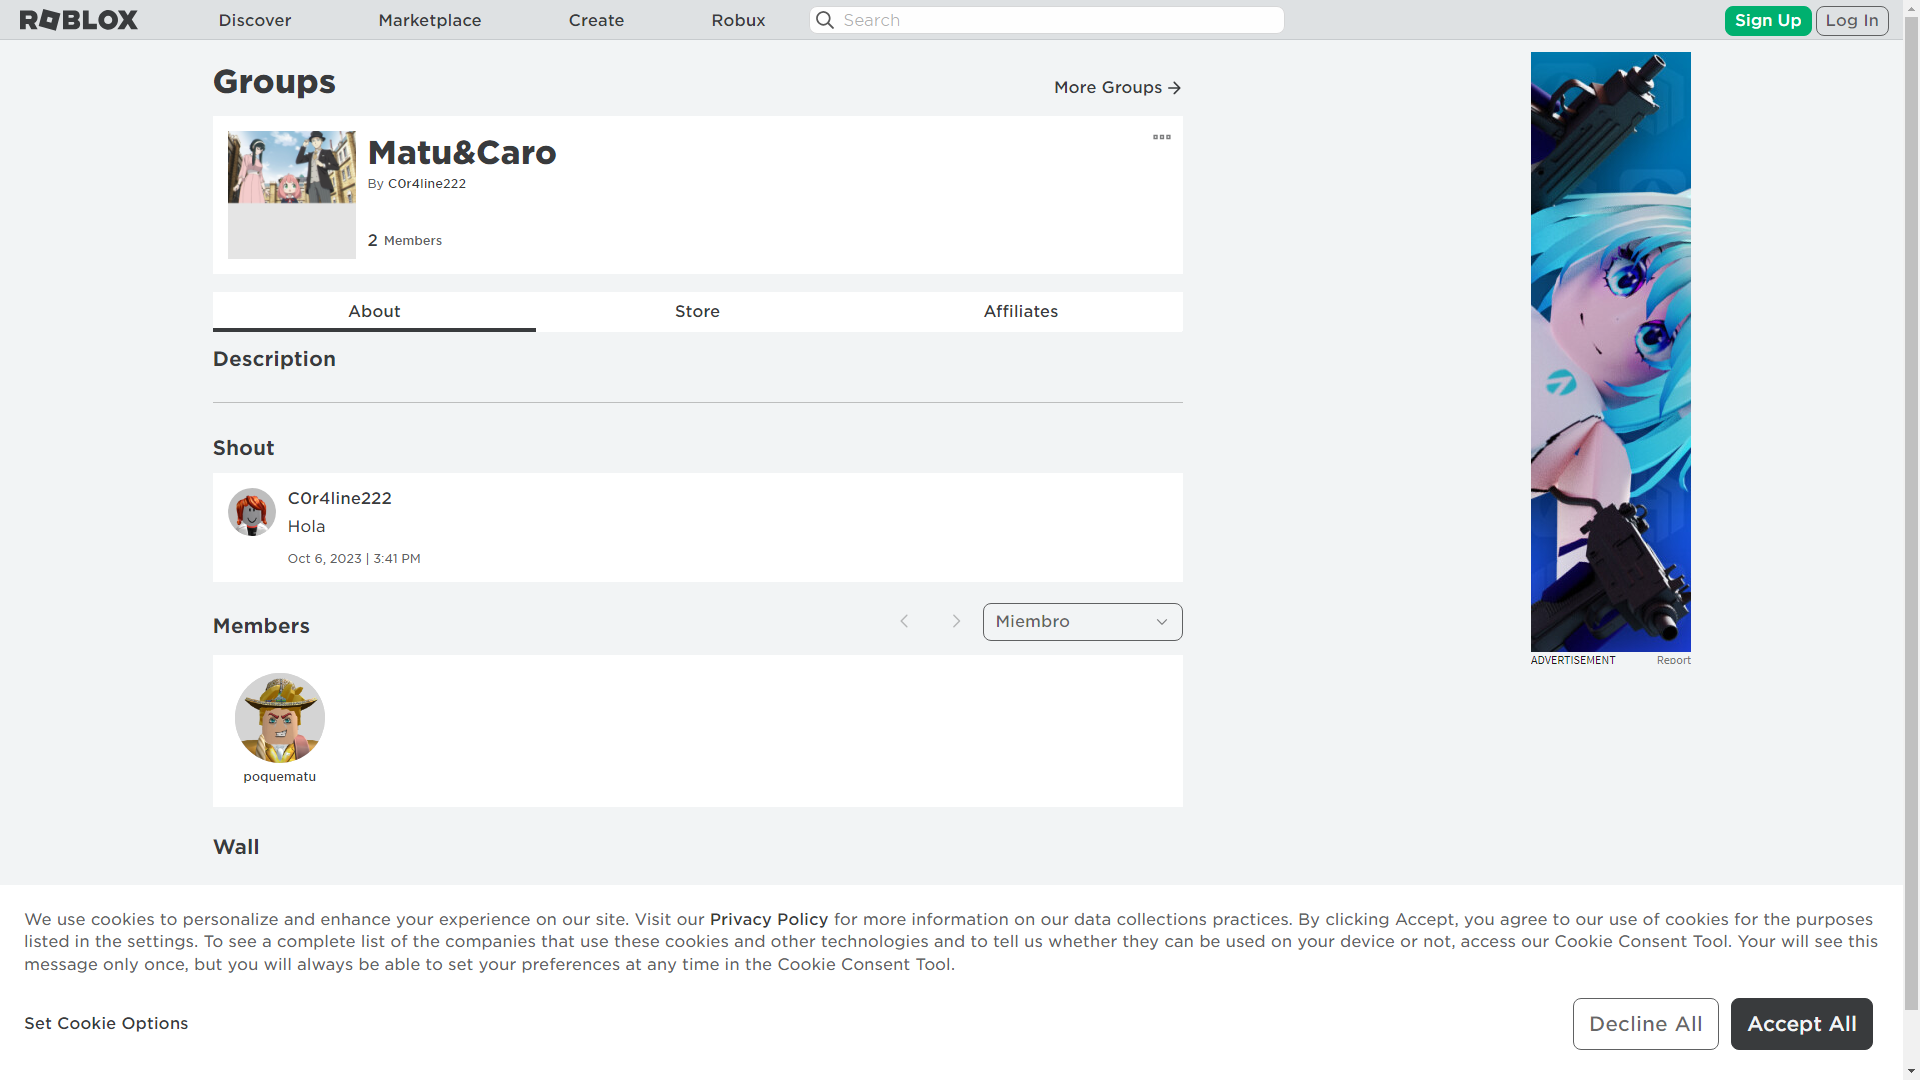 ROBLOX
Discover
Marketplace
Create
Robux
Search
Sign Up
Log In
Groups
More Groups
Matu&Caro
By C0r4line222
2 Members
About
Store
Affiliates
Description
Shout
C0r4line222
Hola
Oct 6, 2023 | 3:41 PM
Members
Miembro
poquematu
Wall
ADVERTISEMENT
Report
We use cookies to personalize and enhance your experience on our site. Visit our Privacy Policy for more information on our data collections practices. By clicking Accept, you agree to our use of cookies for the purposes
listed in the settings. To see a complete list of the companies that use these cookies and other technologies and to tell us whether they can be used on your device or not, access our Cookie Consent Tool. Your will see this
message only once, but you will always be able to set your preferences at any time in the Cookie Consent Tool.
Set Cookie Options
Decline All
Accept All